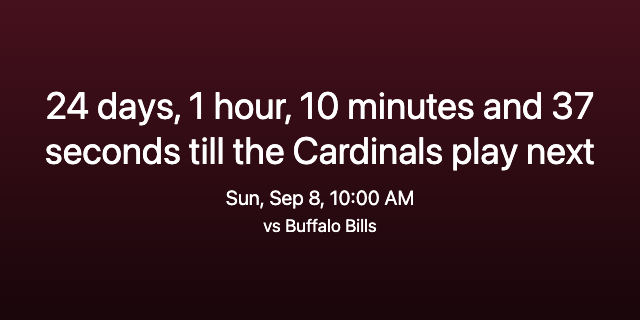 24 days, 1 hour, 10 minutes and 37
seconds till the Cardinals play next
Sun, Sep 8, 10:00 AM
vs Buffalo Bills